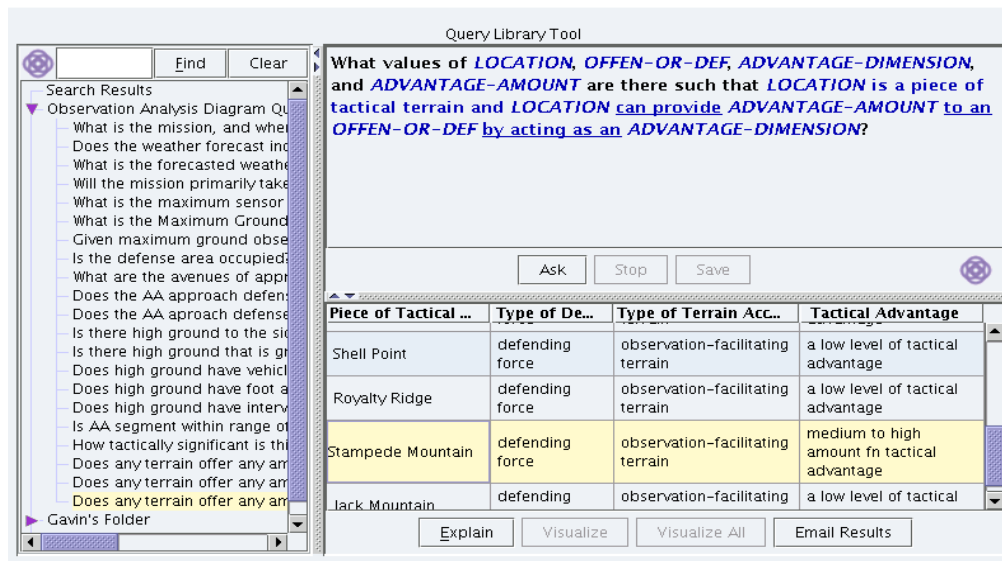 Query Library Tool
Find
Clear
Search Results
Observation Analysis Diagram Qu
What is the mission, and whe
Does the weather forecast ind
What is the forecasted weathe
Will the mission primarily take
What is the maximum sensor
What is the Maximum Ground
Given maximum ground obse
Is the defense area occupied?
What are the avenues of appr
Does the AA approach defens
Does the AA aproach defense
Is there high ground to the sid
Is there high ground that is gr
Does high ground have vehicl
Does high ground have foot a
Does high ground have interv
Is AA segment within range of
How tactically significant is thi
Does any terrain offer any am
Does any terrain offer any am
Does any terrain offer any am
Gavin's Folder
What values of LOCATION, OFFEN-OR-DEF, ADVANTAGE-DIMENSION,
and ADVANTAGE-AMOUNT are there such that LOCATION is a piece of
tactical terrain and LOCATION can provide ADVANTAGE-AMOUNT to an
OFFEN-OR-DEF by acting as an ADVANTAGE-DIMENSION?
Ask
Stop
Save
Piece of Tactical ...
Type of De...
Type of Terrain Acc...
Tactical Advantage
Shell Point
defending
force
observation-facilitating
terrain
a low level of tactical
advantage
Royalty Ridge
defending
force
observation-facilitating
terrain
a low level of tactical
advantage
Stampede Mountain
defending
force
observation-facilitating
terrain
medium to high
amount fn tactical
advantage
Jack Mountain
defending
observation-facilitating
a low level of tactical
Explain
Visualize
Visualize All
Email Results